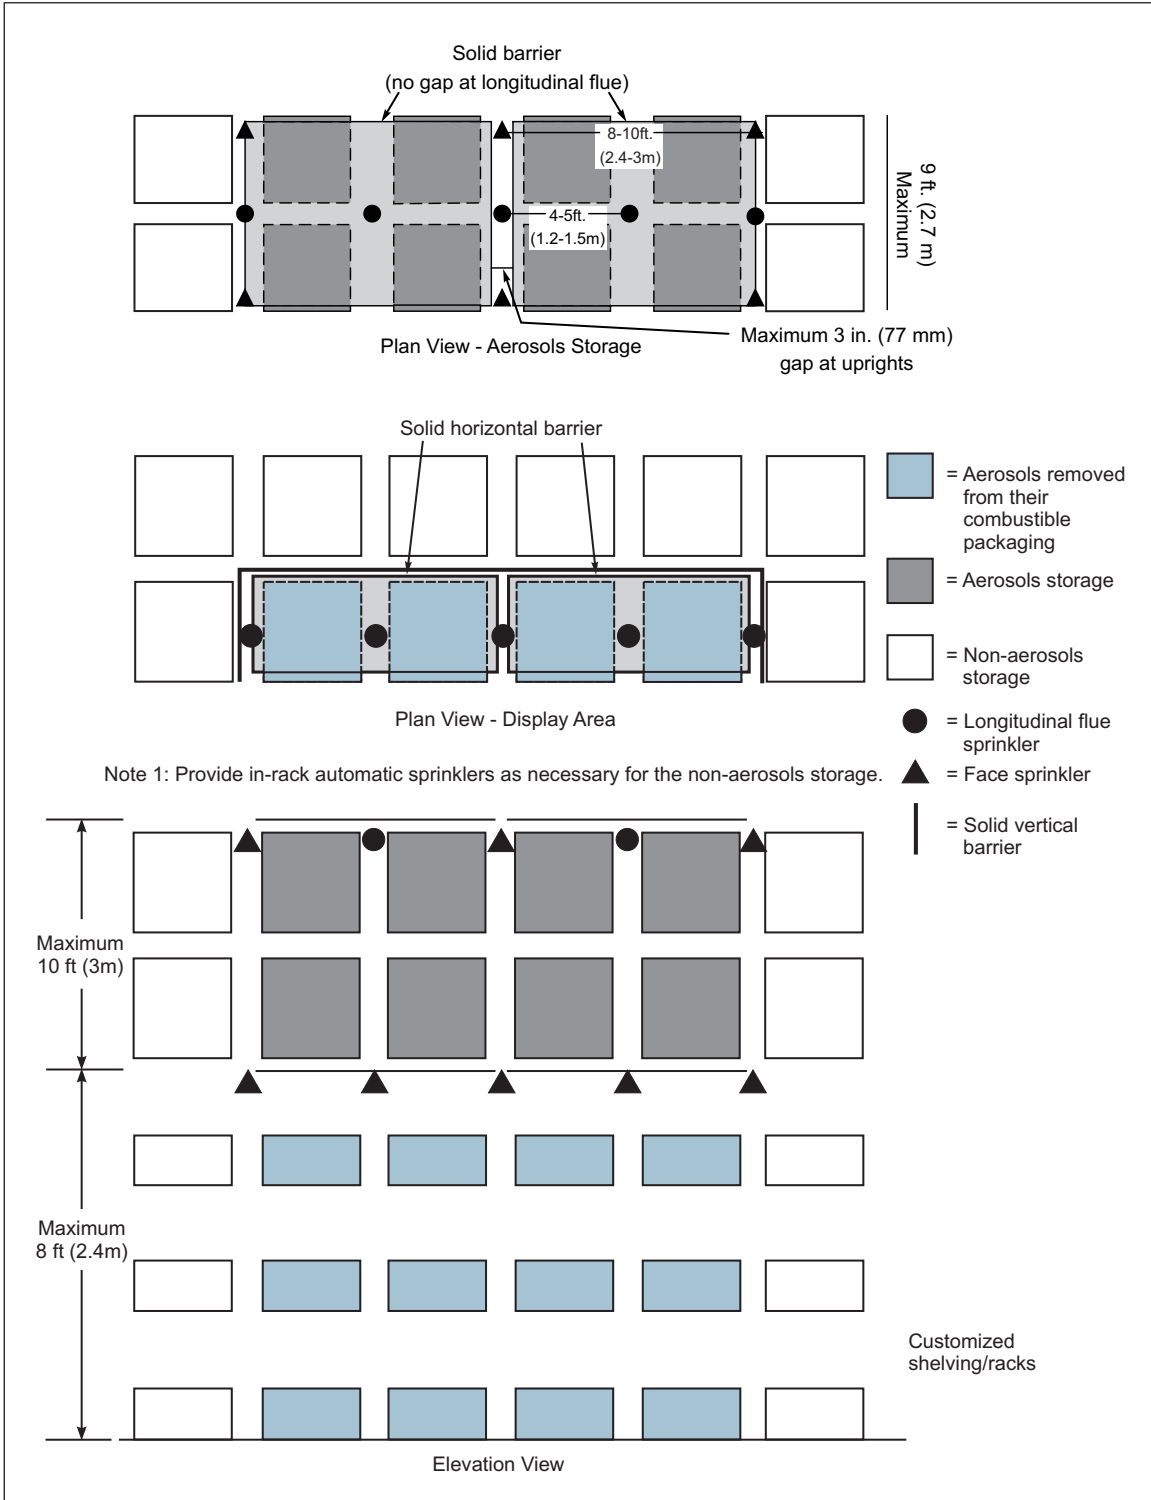 Solid barrier
(no gap at longitudinal flue)
8-10ft.
(2.4-3m)
4-5ft.
(1.2-1.5m)
9 ft. (2.7 m)
Maximum
Plan View - Aerosols Storage
Maximum 3 in. (77 mm)
gap at uprights
Solid horizontal barrier
= Aerosols removed
from their
combustible
packaging
= Aerosols storage
= Non-aerosols
storage
= Longitudinal flue
sprinkler
= Face sprinkler
= Solid vertical
barrier
Plan View - Display Area
Note 1: Provide in-rack automatic sprinklers as necessary for the non-aerosols storage.
Maximum
10 ft (3m)
Maximum
8 ft (2.4m)
Customized
shelving/racks
Elevation View